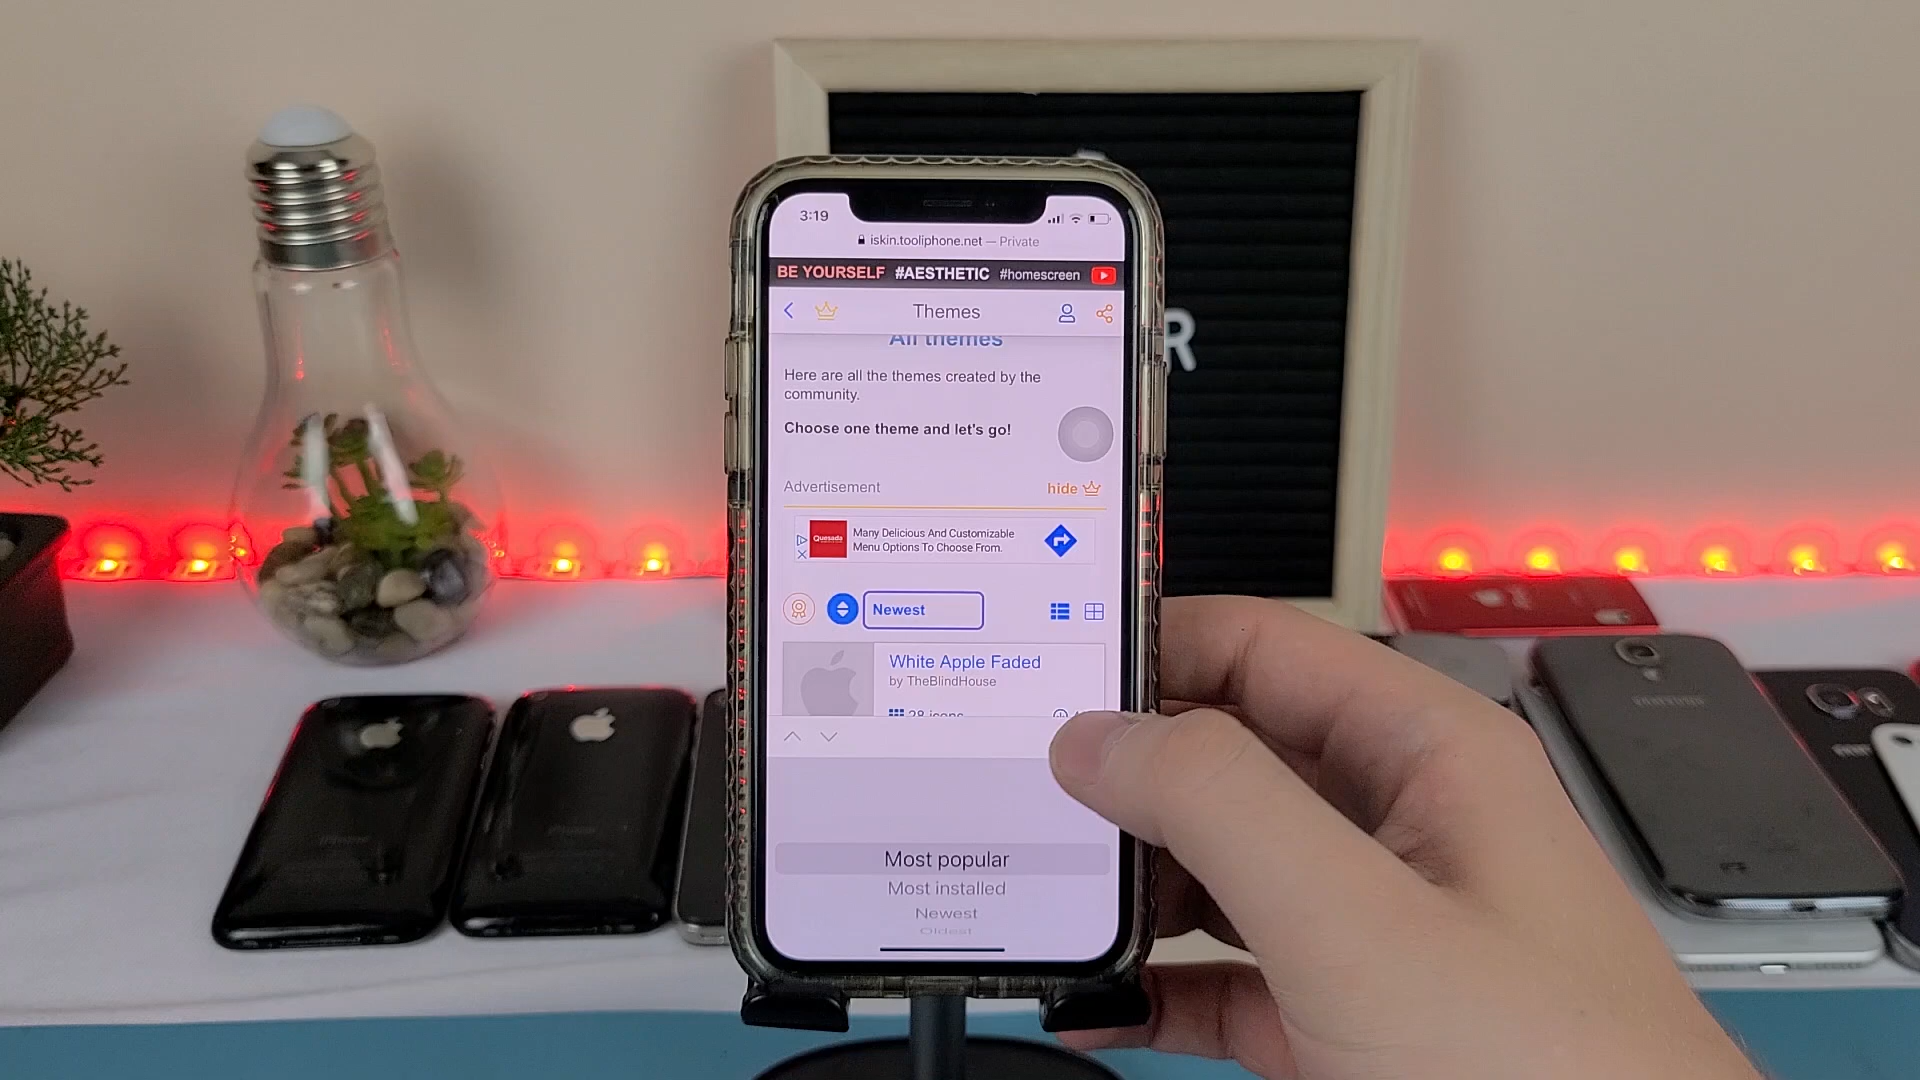 3:19
iskin.tooliphone.net — Private
BE YOURSELF #AESTHETIC #homescreen
Themes
All themes
Here are all the themes created by the
community.
Choose one theme and let's go!
Advertisement
hide
Quesada
Many Delicious And Customizable
Menu Options To Choose From.
Newest
White Apple Faded
by TheBlindHouse
28 icons
Most popular
Most installed
Newest
Oldest
R
SAMSUNG